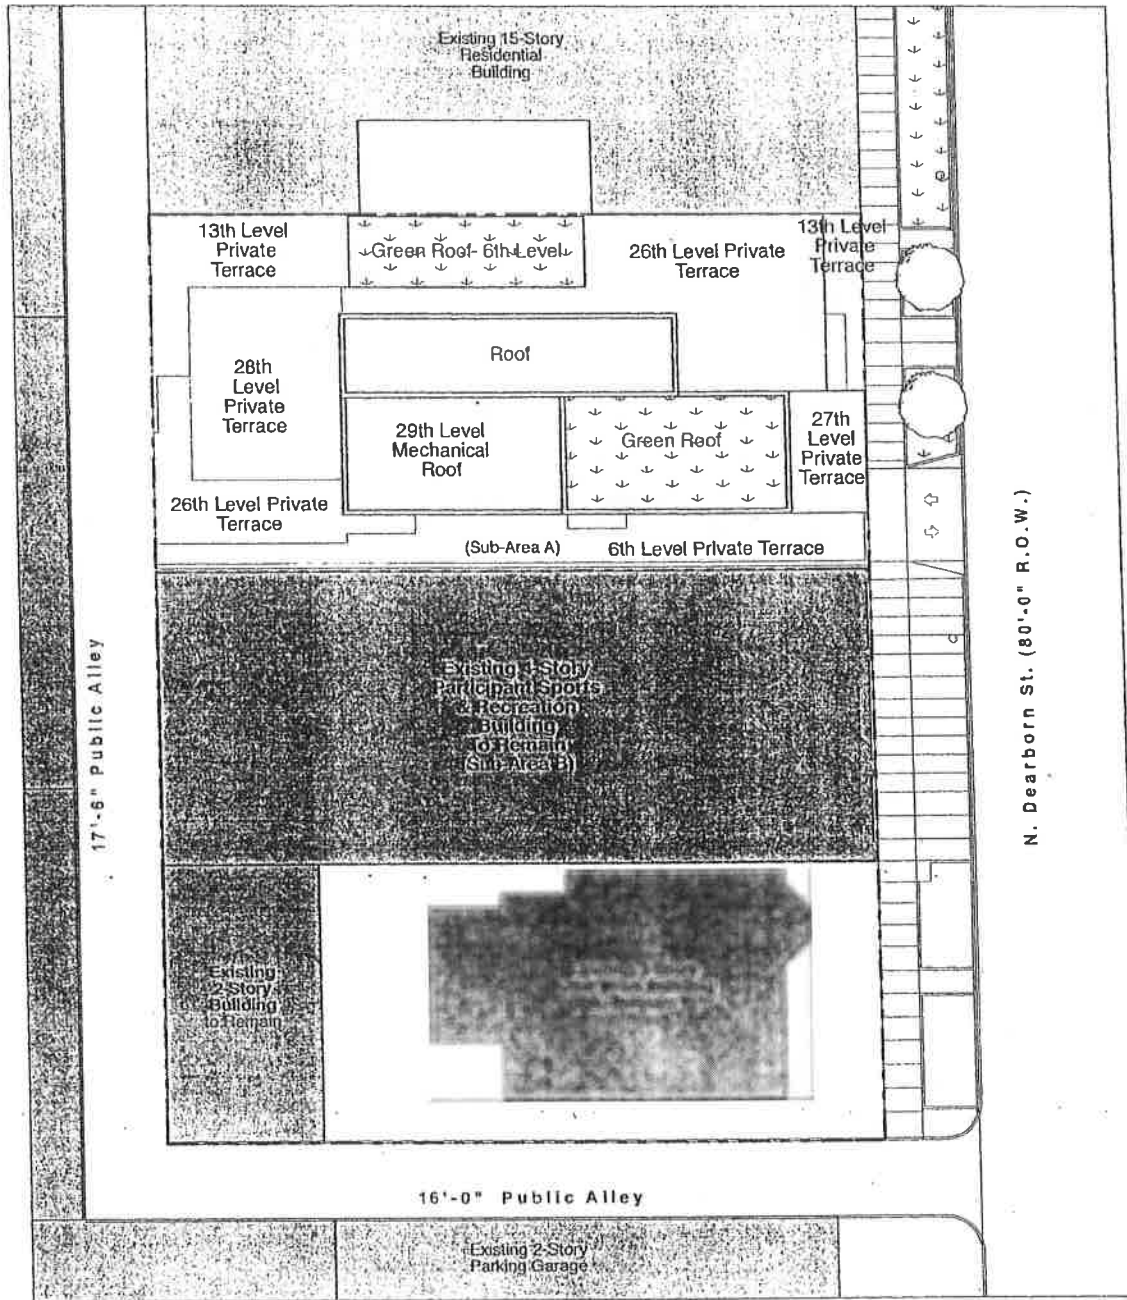 Existing 15-Story
Residential
Building
13th Level
Private
Terrace
Green Roof- 6th Level
26th Level Private
Terrace
13th Level
Private
Terrace
Roof
28th
Level
Private
Terrace
29th Level
Mechanical
Roof
Green Roof
27th
Level
Private
Terrace
26th Level Private
Terrace
(Sub-Area A)
6th Level Private Terrace
N. Dearborn St. (80'-0" R.O.W.)
17'-6" Public Alley
Existing 4-Story
Participant Sports
& Recreation
Building
To Remain
(Sub-Area B)
Existing
2-Story
Building
to Remain
16'-0" Public Alley
Existing 2-Story
Parking Garage